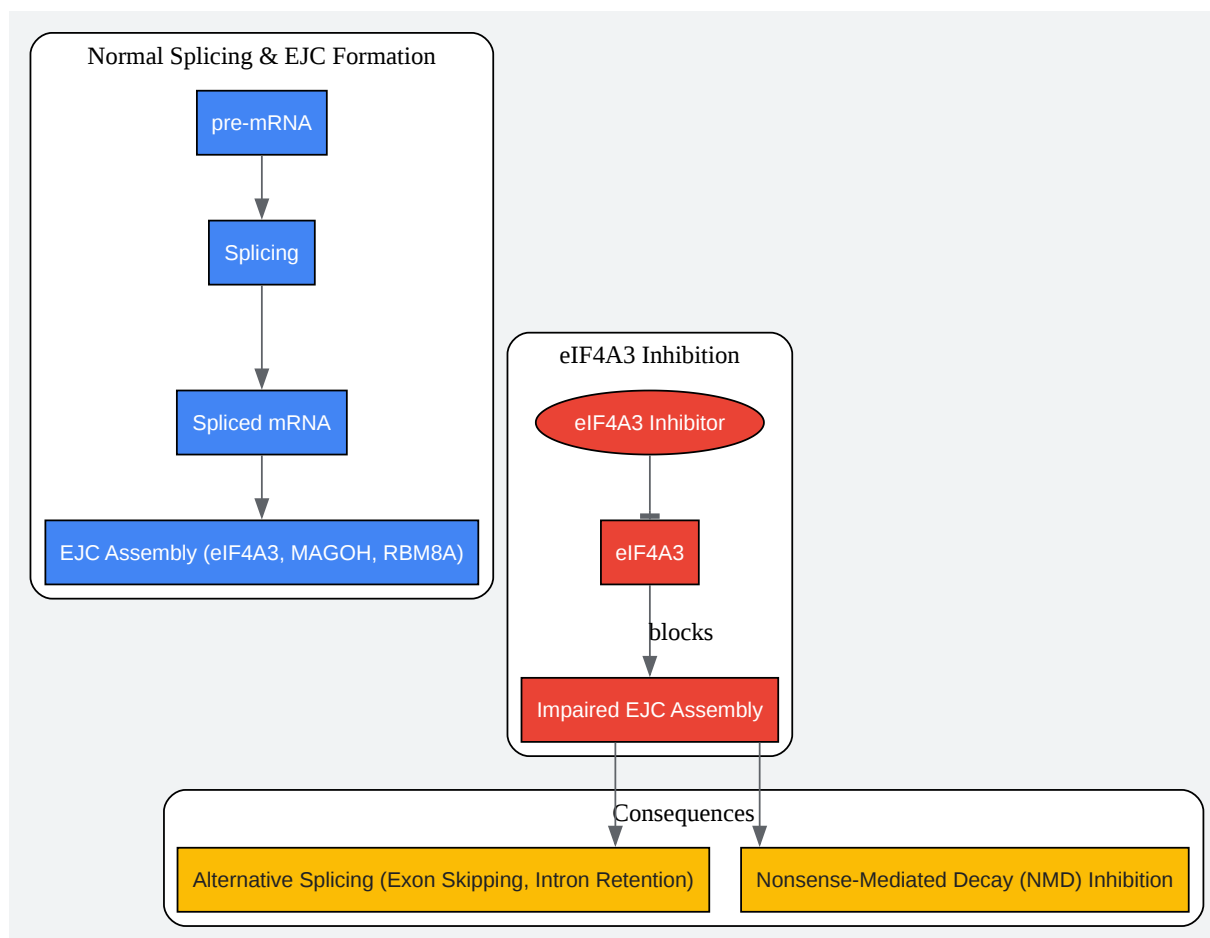 Normal Splicing & EJC Formation
pre-mRNA
Splicing
Spliced mRNA
EJC Assembly (eIF4A3, MAGOH, RBM8A)
eIF4A3 Inhibition
eIF4A3 Inhibitor
eIF4A3
blocks
Impaired EJC Assembly
Consequences
Alternative Splicing (Exon Skipping, Intron Retention)
Nonsense-Mediated Decay (NMD) Inhibition